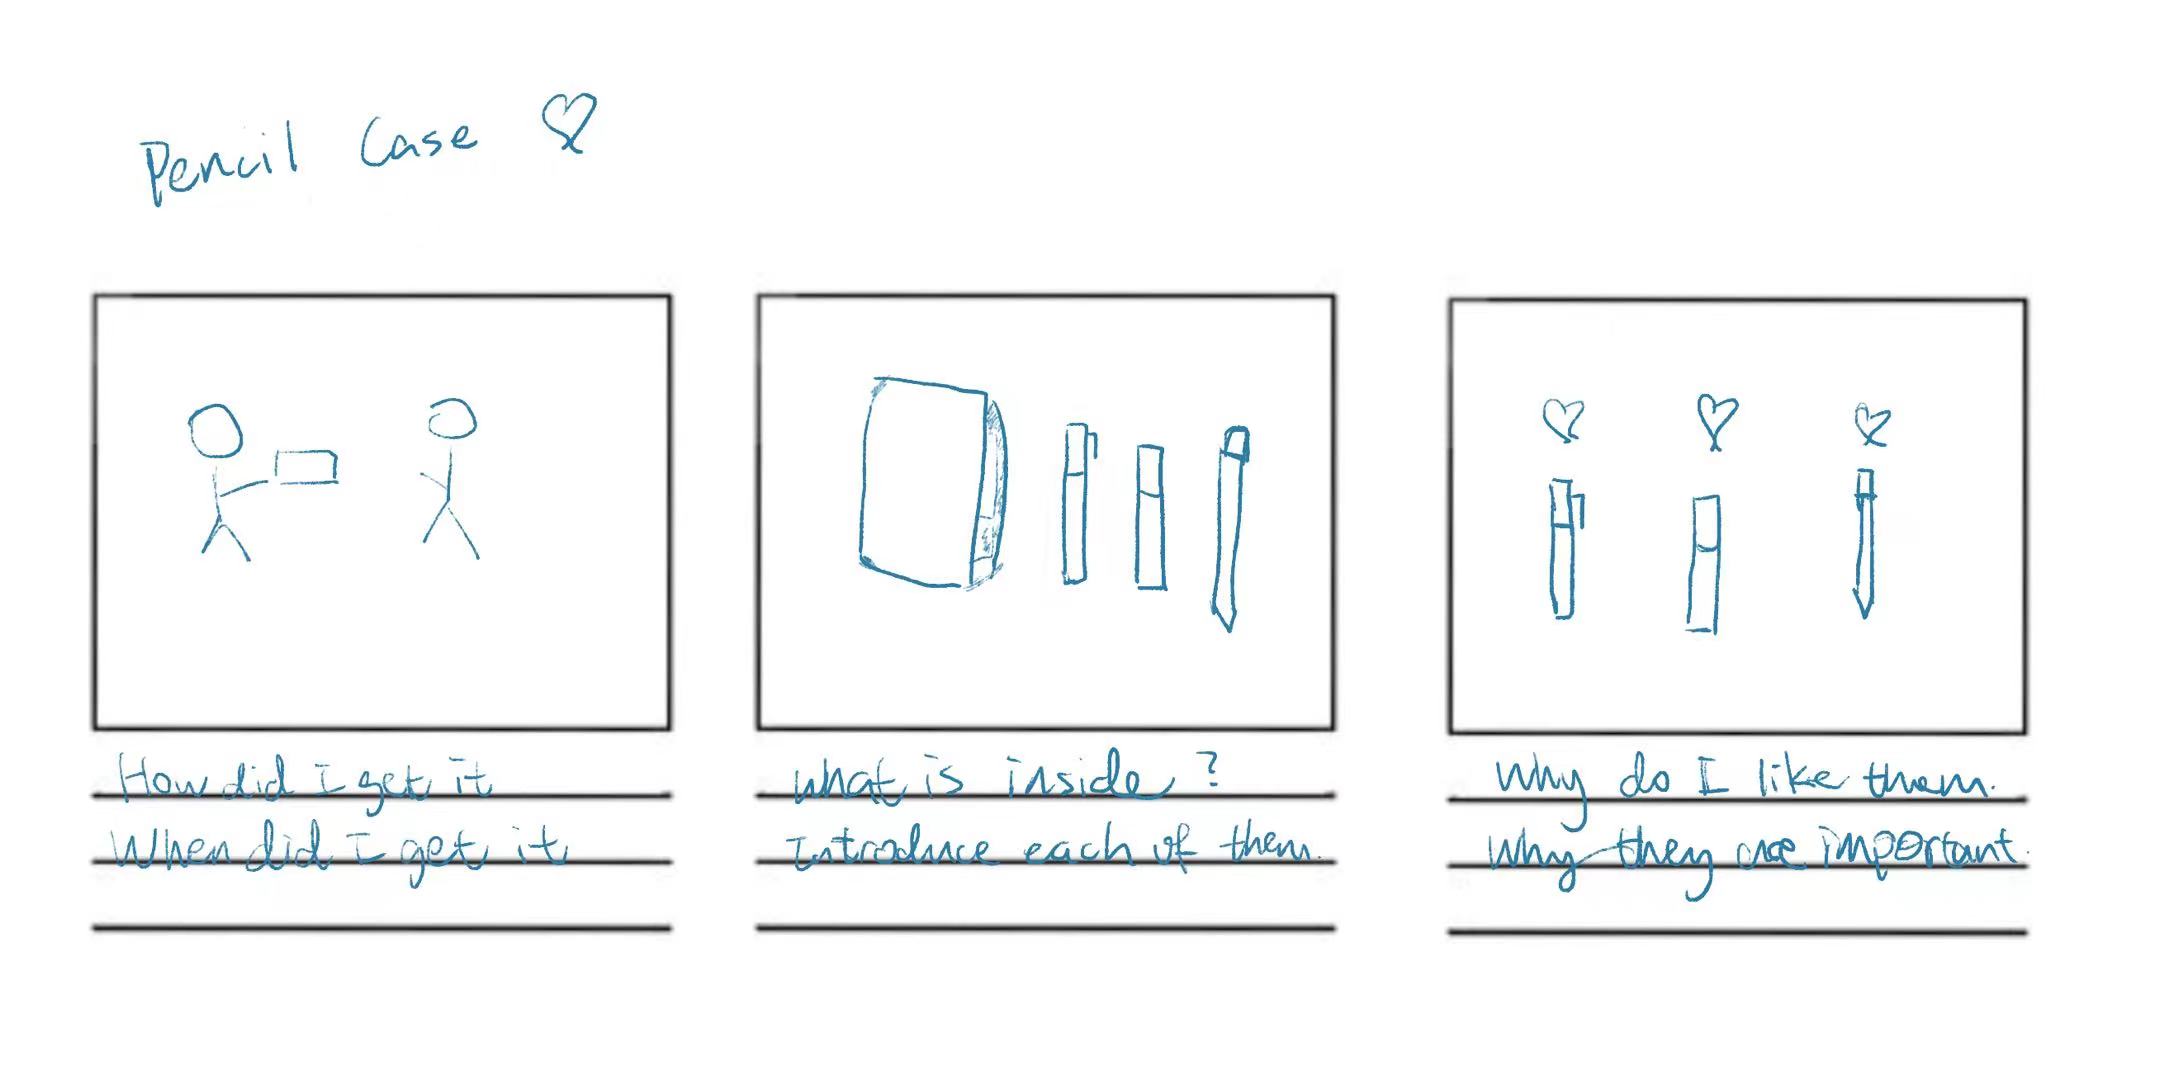 Pencil Case
How did I get it
When did I get it
What is inside?
Introduce each of them.
Why do I like them.
Why they are important.